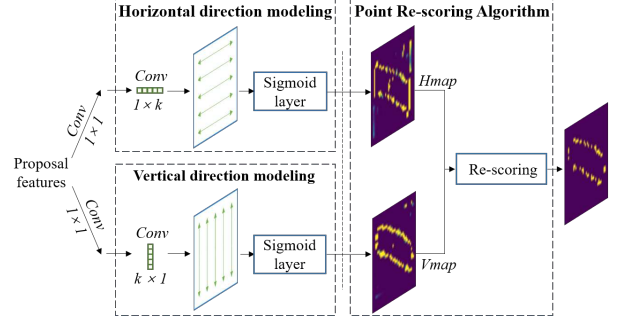 Horizontal direction modeling
Point Re-scoring Algorithm
Conv
1 × k
Sigmoid
layer
Hmap
Conv
1×1
Proposal
features
Re-scoring
Conv
1×1
Vertical direction modeling
Conv
k × 1
Sigmoid
layer
Vmap